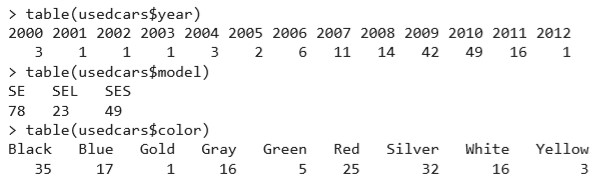 > table(usedcars$year)
2000 2001 2002 2003 2004 2005 2006 2007 2008 2009 2010 2011 2012
3 1 1 1 3 2 6 11 14 42 49 16 1
> table(usedcars$model)
SE SEL SES
78 23 49
> table(usedcars$color)
Black Blue Gold Gray Green Red Silver White Yellow
35 17 1 16 5 25 32 16 3